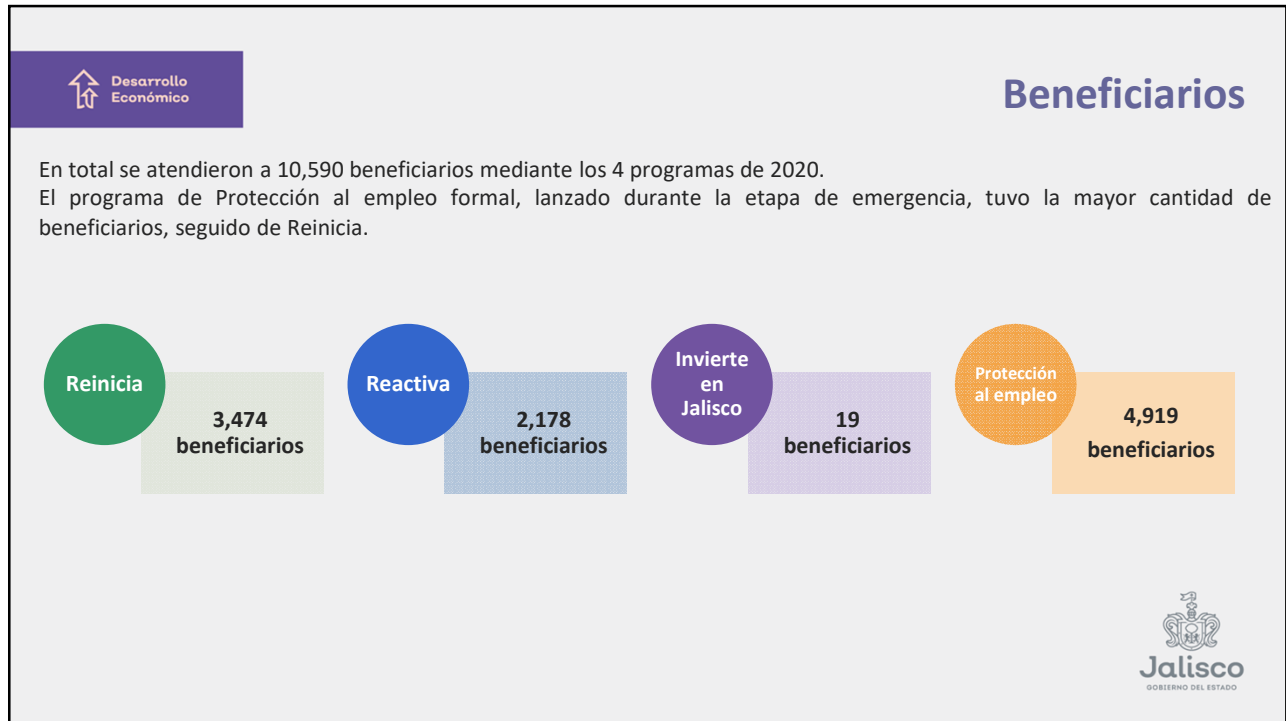 Desarrollo
Económico
Beneficiarios
En total se atendieron a 10,590 beneficiarios mediante los 4 programas de 2020.
El programa de Protección al empleo formal, lanzado durante la etapa de emergencia, tuvo la mayor cantidad de
beneficiarios, seguido de Reinicia.
Reinicia
3,474
beneficiarios
Reactiva
2,178
beneficiarios
Invierte
en
Jalisco
19
beneficiarios
Protección
al empleo
4,919
beneficiarios
Jalisco
GOBIERNO DEL ESTADO